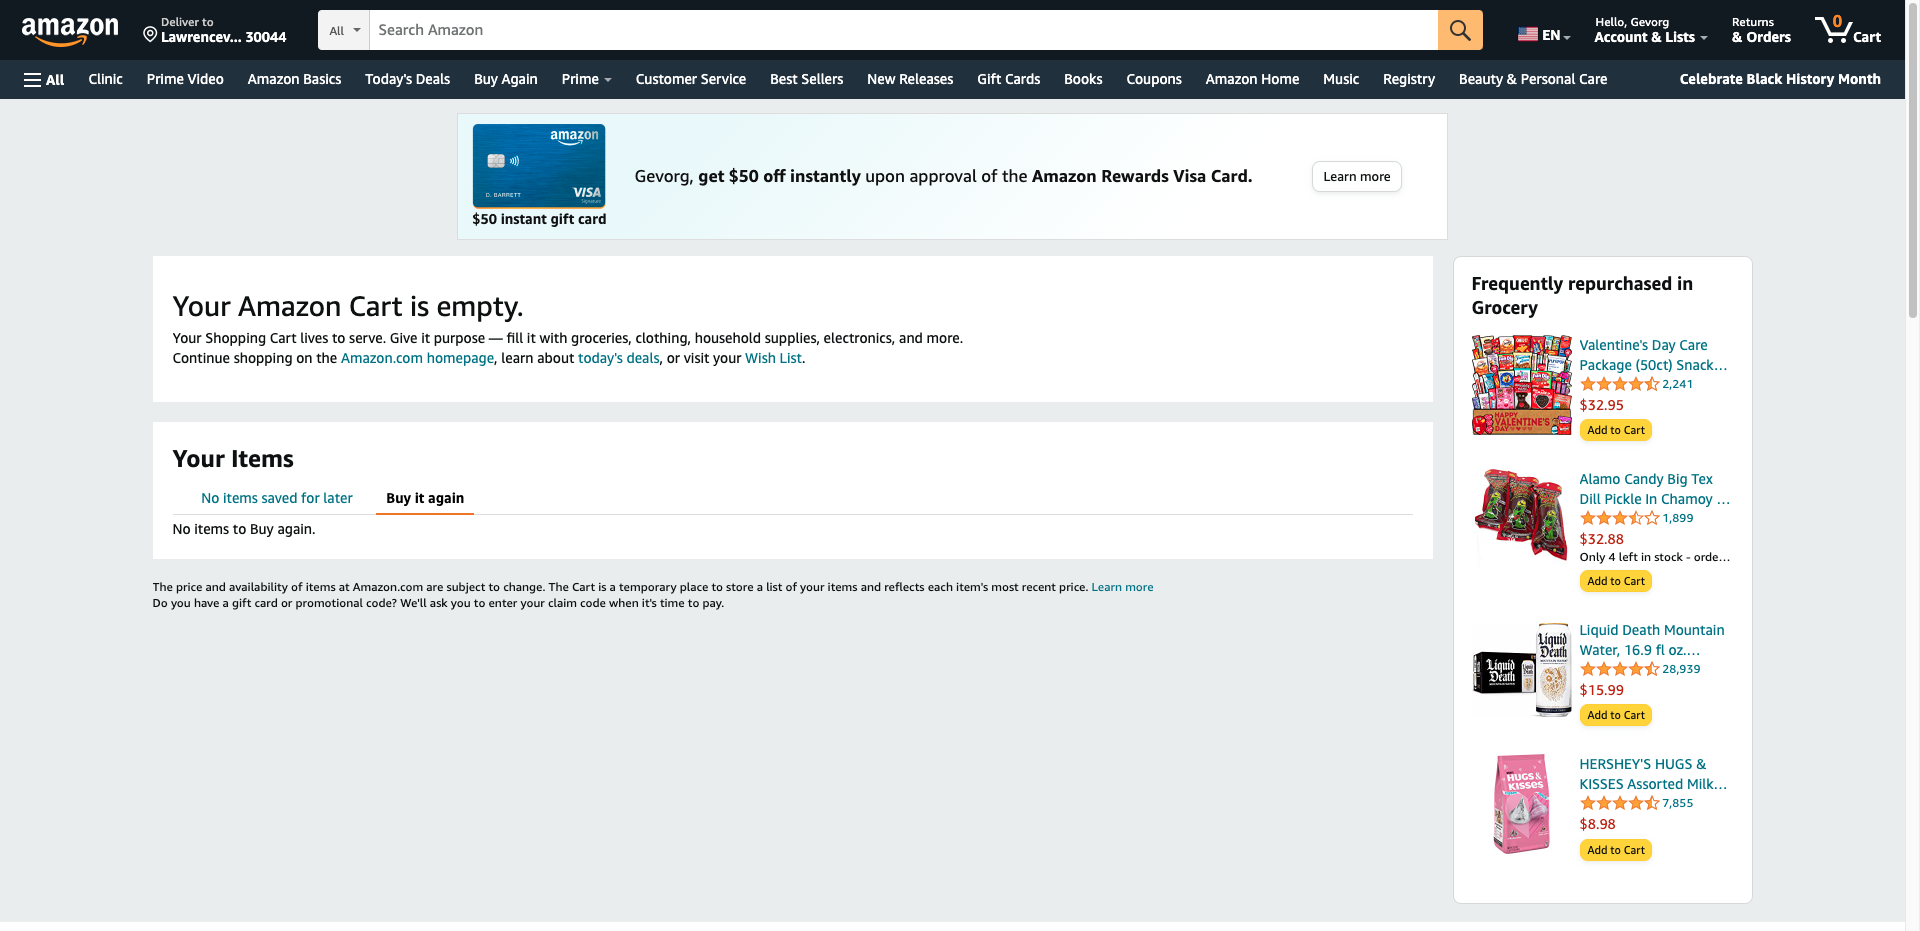 amazon
Deliver to
Lawrencev... 30044
All
Search Amazon
EN
Hello, Gevorg
Account & Lists
Returns
& Orders
0
Cart
All
Clinic
Prime Video
Amazon Basics
Today's Deals
Buy Again
Prime
Customer Service
Best Sellers
New Releases
Gift Cards
Books
Coupons
Amazon Home
Music
Registry
Beauty & Personal Care
Celebrate Black History Month
amazon
D. BARRETT
VISA
Signature
$50 instant gift card
Gevorg, get $50 off instantly upon approval of the Amazon Rewards Visa Card.
Learn more
Your Amazon Cart is empty.
Your Shopping Cart lives to serve. Give it purpose — fill it with groceries, clothing, household supplies, electronics, and more.
Continue shopping on the Amazon.com homepage, learn about today's deals, or visit your Wish List.
Your Items
No items saved for later
Buy it again
No items to Buy again.
The price and availability of items at Amazon.com are subject to change. The Cart is a temporary place to store a list of your items and reflects each item's most recent price. Learn more
Do you have a gift card or promotional code? We'll ask you to enter your claim code when it's time to pay.
Frequently repurchased in
Grocery
HAPPY
VALENTINE'S
DAY
Valentine's Day Care
Package (50ct) Snack...
2,241
$32.95
Add to Cart
Alamo Candy Big Tex
Dill Pickle In Chamoy ...
1,899
$32.88
Only 4 left in stock - orde...
Add to Cart
Liquid
Death
Liquid
Death
Liquid Death Mountain
Water, 16.9 fl oz....
28,939
$15.99
Add to Cart
HUGS &
KISSES
HERSHEY'S HUGS &
KISSES Assorted Milk...
7,855
$8.98
Add to Cart